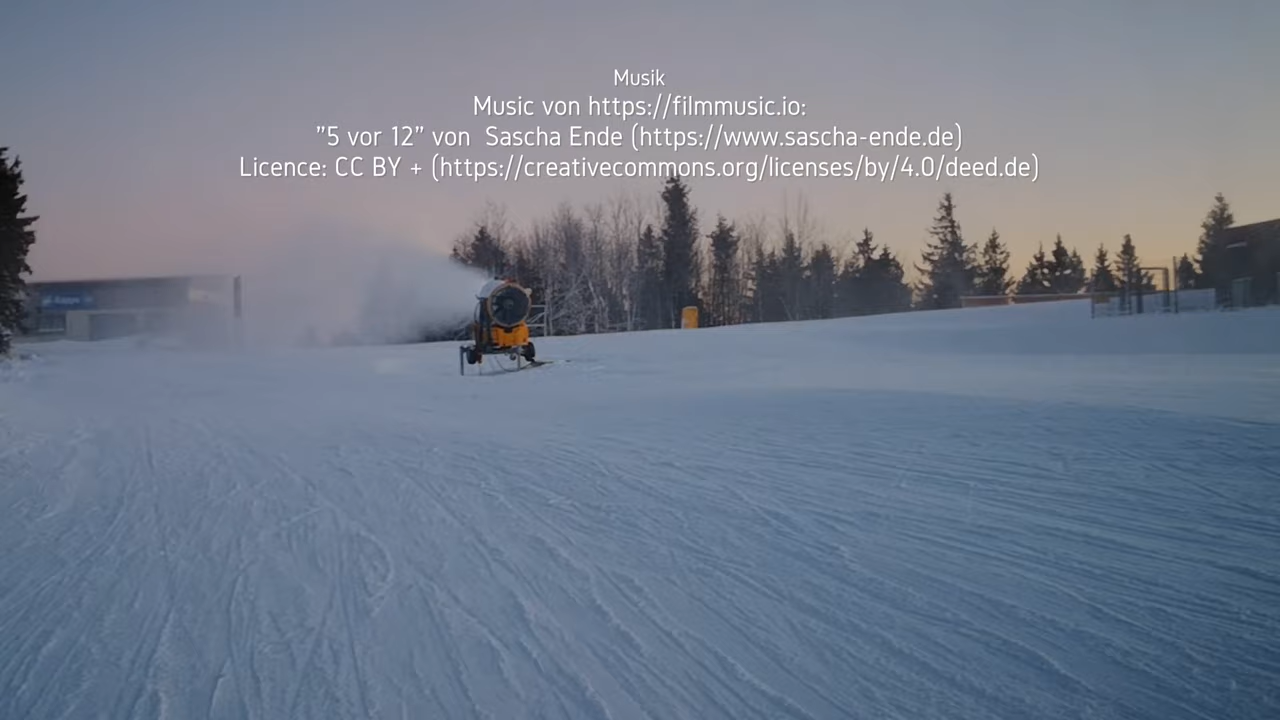 Musik
Music von https://filmmusic.io:
"5 vor 12" von  Sascha Ende (https://www.sascha-ende.de)
Licence: CC BY + (https://creativecommons.org/licenses/by/4.0/deed.de)